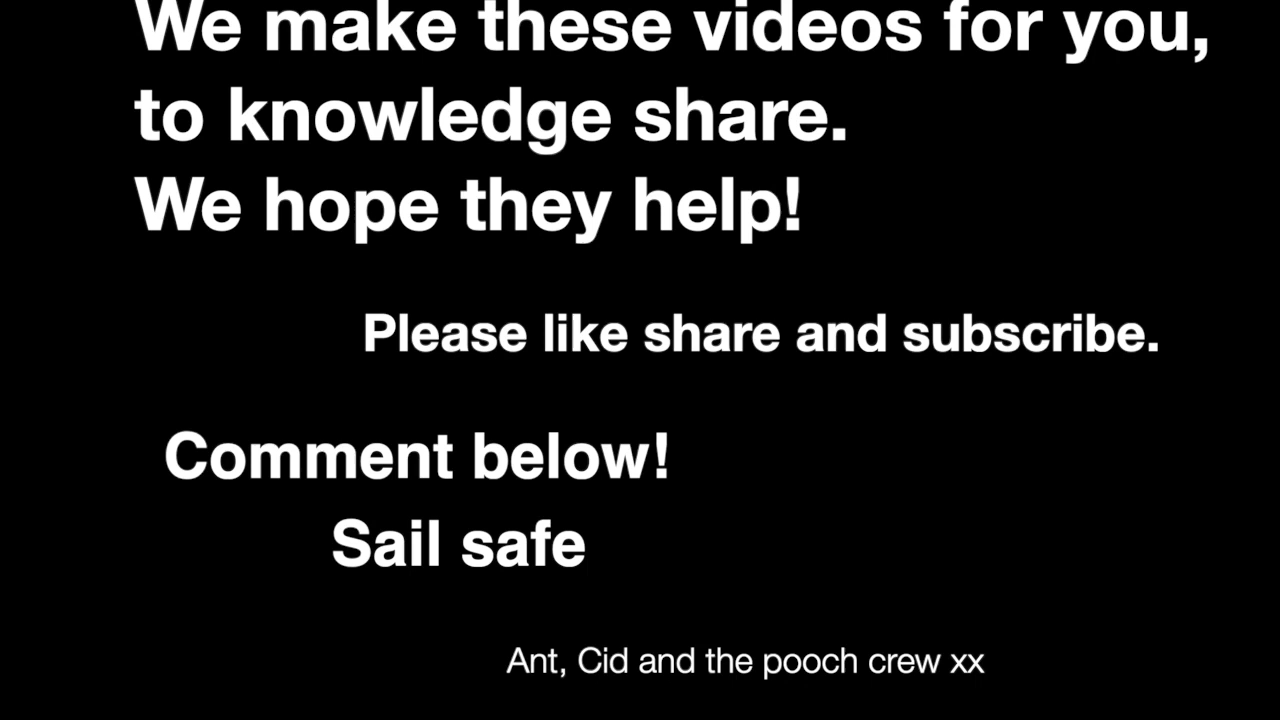 We make these videos for you,
to knowledge share.
We hope they help!
Please like share and subscribe.
Comment below!
Sail safe
Ant, Cid and the pooch crew xx